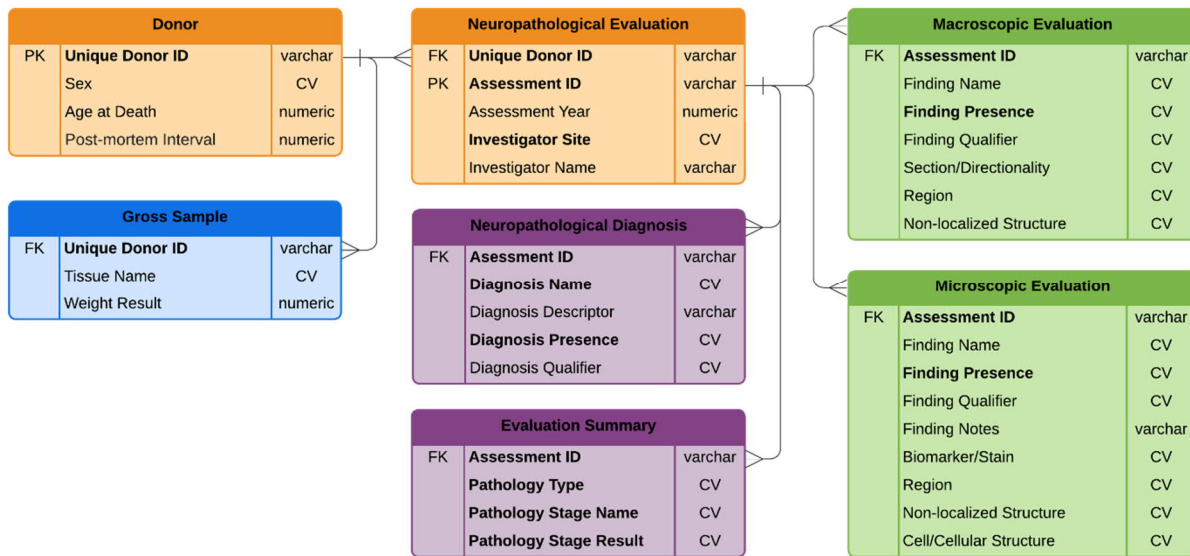 Donor
PK Unique Donor ID varchar
Sex CV
Age at Death numeric
Post-mortem Interval numeric
Gross Sample
FK Unique Donor ID varchar
Tissue Name CV
Weight Result numeric
Neuropathological Evaluation
FK Unique Donor ID varchar
PK Assessment ID varchar
Assessment Year numeric
Investigator Site CV
Investigator Name varchar
Neuropathological Diagnosis
FK Asessment ID varchar
Diagnosis Name CV
Diagnosis Descriptor varchar
Diagnosis Presence CV
Diagnosis Qualifier CV
Evaluation Summary
FK Assessment ID varchar
Pathology Type CV
Pathology Stage Name CV
Pathology Stage Result CV
Macroscopic Evaluation
FK Assessment ID varchar
Finding Name CV
Finding Presence CV
Finding Qualifier CV
Section/Directionality CV
Region CV
Non-localized Structure CV
Microscopic Evaluation
FK Assessment ID varchar
Finding Name CV
Finding Presence CV
Finding Qualifier CV
Finding Notes varchar
Biomarker/Stain CV
Region CV
Non-localized Structure CV
Cell/Cellular Structure CV